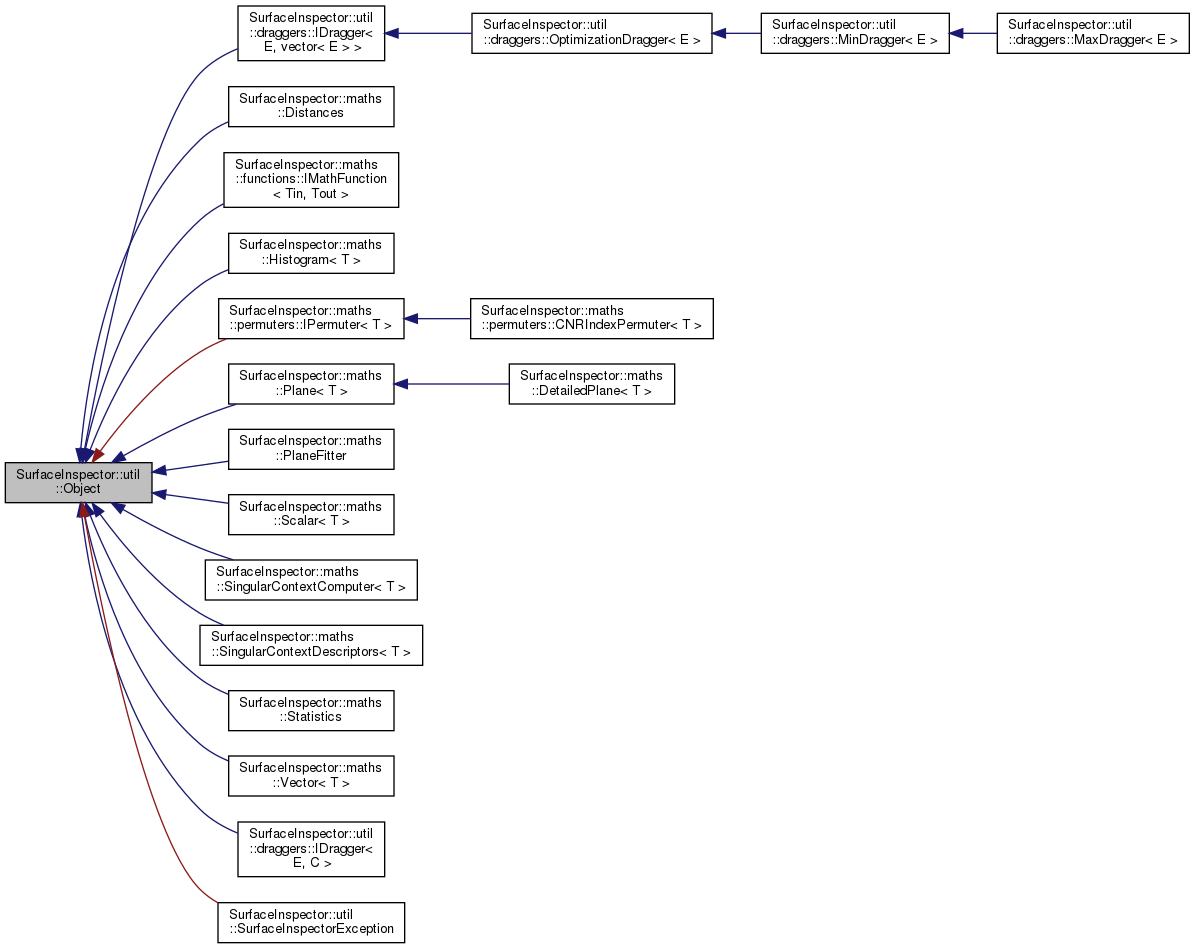 SurfaceInspector::util
::draggers::IDragger<
E, vector< E > >
SurfaceInspector::util
::draggers::OptimizationDragger< E >
SurfaceInspector::util
::draggers::MinDragger< E >
SurfaceInspector::util
::draggers::MaxDragger< E >
SurfaceInspector::maths
::Distances
SurfaceInspector::maths
::functions::IMathFunction
< Tin, Tout >
SurfaceInspector::maths
::Histogram< T >
SurfaceInspector::maths
::permuters::IPermuter< T >
SurfaceInspector::maths
::permuters::CNRIndexPermuter< T >
SurfaceInspector::maths
::Plane< T >
SurfaceInspector::maths
::DetailedPlane< T >
SurfaceInspector::maths
::PlaneFitter
SurfaceInspector::util
::Object
SurfaceInspector::maths
::Scalar< T >
SurfaceInspector::maths
::SingularContextComputer< T >
SurfaceInspector::maths
::SingularContextDescriptors< T >
SurfaceInspector::maths
::Statistics
SurfaceInspector::maths
::Vector< T >
SurfaceInspector::util
::draggers::IDragger<
E, C >
SurfaceInspector::util
::SurfaceInspectorException